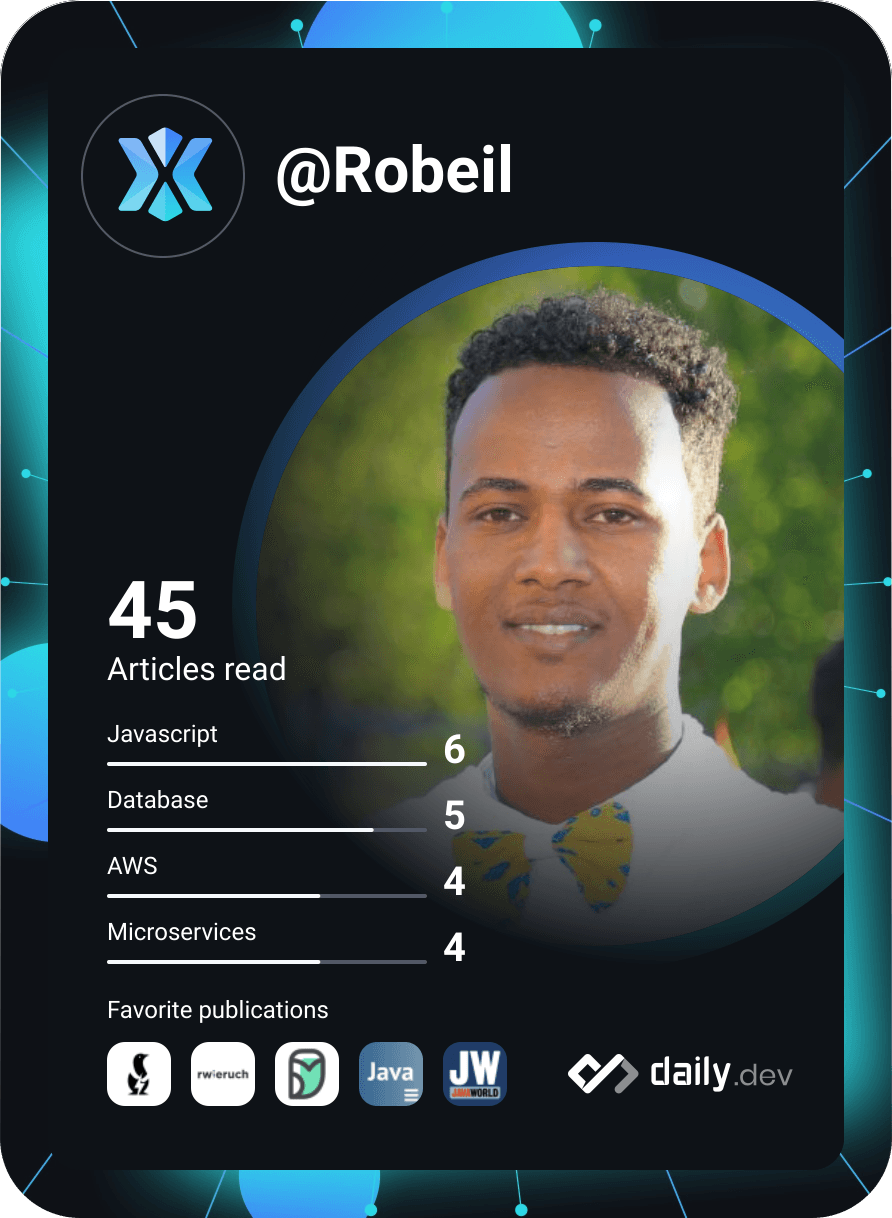 @Robeil
45
Articles read
Javascript
6
Database
5
AWS
4
Microservices
4
Favorite publications
rwieruch
Java
JW
JAVAWORLD
daily.dev